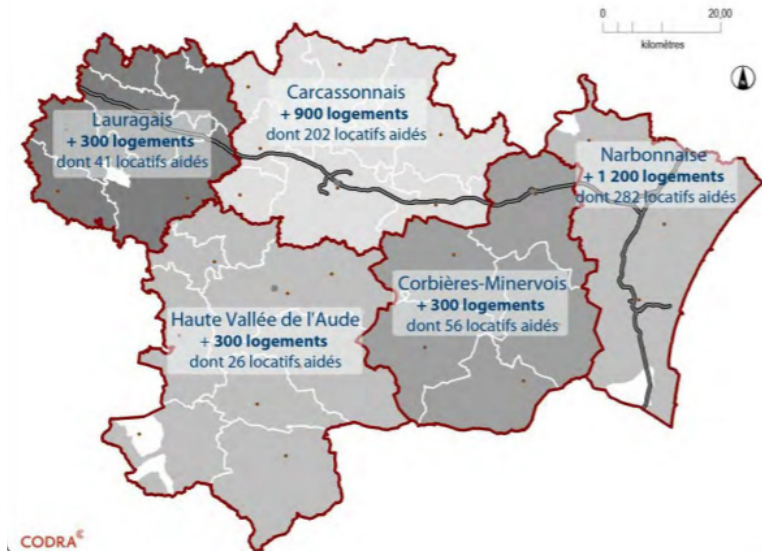 0 20,00
kilomètres
Carcassonnais
+ 900 logements
dont 202 locatifs aidés
Lauragais
+ 300 logements
dont 41 locatifs aidés
Narbonnaise
+ 1 200 logements
dont 282 locatifs aidés
Corbières-Minervois
+ 300 logements
dont 56 locatifs aidés
Haute Vallée de l'Aude
+ 300 logements
dont 26 locatifs aidés
CODRA©